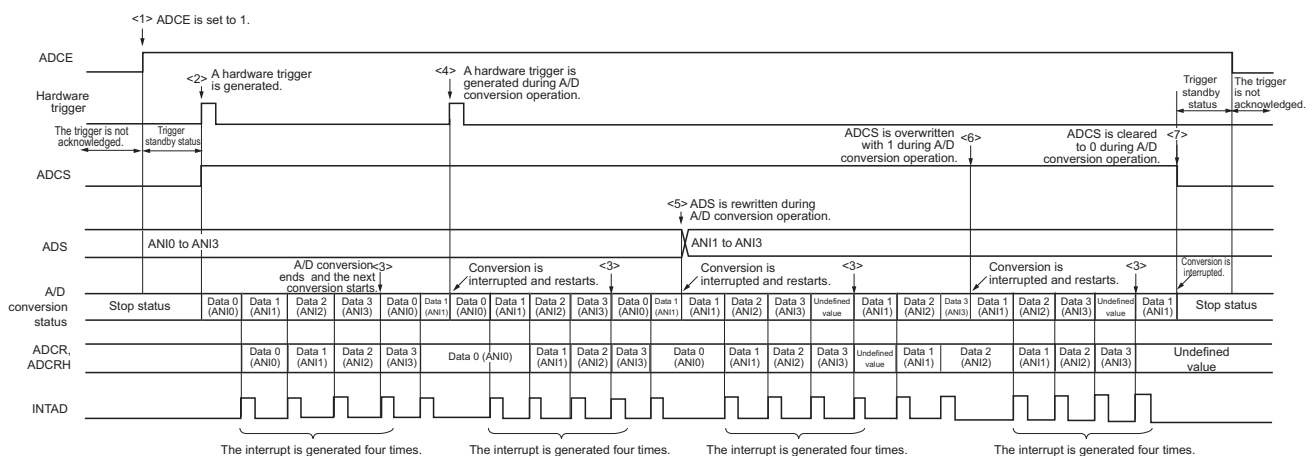 <1> ADCE is set to 1.
ADCE
<2> A hardware trigger
is generated.
<4> A hardware trigger is
generated during A/D
conversion operation.
Trigger
standby
status
The trigger
is not
acknowledged.
Hardware
trigger
The trigger is not
acknowledged.
Trigger
standby status
ADCS is overwritten
with 1 during A/D
conversion operation.
<6>
ADCS is cleared
to 0 during A/D
conversion operation.
<7>
ADCS
<5> ADS is rewritten during
A/D conversion operation.
ADS
ANI0 to ANI3
ANI1 to ANI3
A/D conversion
ends and the next
conversion starts.
<3>
Conversion is
interrupted and restarts.
<3>
Conversion is
interrupted and restarts.
<3>
Conversion is
interrupted and restarts.
<3>
Conversion is
interrupted.
A/D
conversion
status
Stop status
Data 0 (ANI0)
Data 1 (ANI1)
Data 2 (ANI2)
Data 3 (ANI3)
Data 0 (ANI0)
Data 1 (ANI1)
Data 0 (ANI0)
Data 1 (ANI1)
Data 2 (ANI2)
Data 3 (ANI3)
Data 0 (ANI0)
Data 1 (ANI1)
Data 1 (ANI1)
Data 2 (ANI2)
Data 3 (ANI3)
Undefined value
Data 1 (ANI1)
Data 2 (ANI2)
Data 3 (ANI3)
Data 1 (ANI1)
Data 2 (ANI2)
Data 3 (ANI3)
Undefined value
Data 1 (ANI1)
Stop status
ADCR,
ADCRH
Data 0 (ANI0)
Data 1 (ANI1)
Data 2 (ANI2)
Data 3 (ANI3)
Data 0 (ANI0)
Data 1 (ANI1)
Data 2 (ANI2)
Data 3 (ANI3)
Data 0 (ANI0)
Data 1 (ANI1)
Data 2 (ANI2)
Data 3 (ANI3)
Undefined value
Data 1 (ANI1)
Data 2 (ANI2)
Data 1 (ANI1)
Data 2 (ANI2)
Data 3 (ANI3)
Undefined value
INTAD
The interrupt is generated four times.
The interrupt is generated four times.
The interrupt is generated four times.
The interrupt is generated four times.